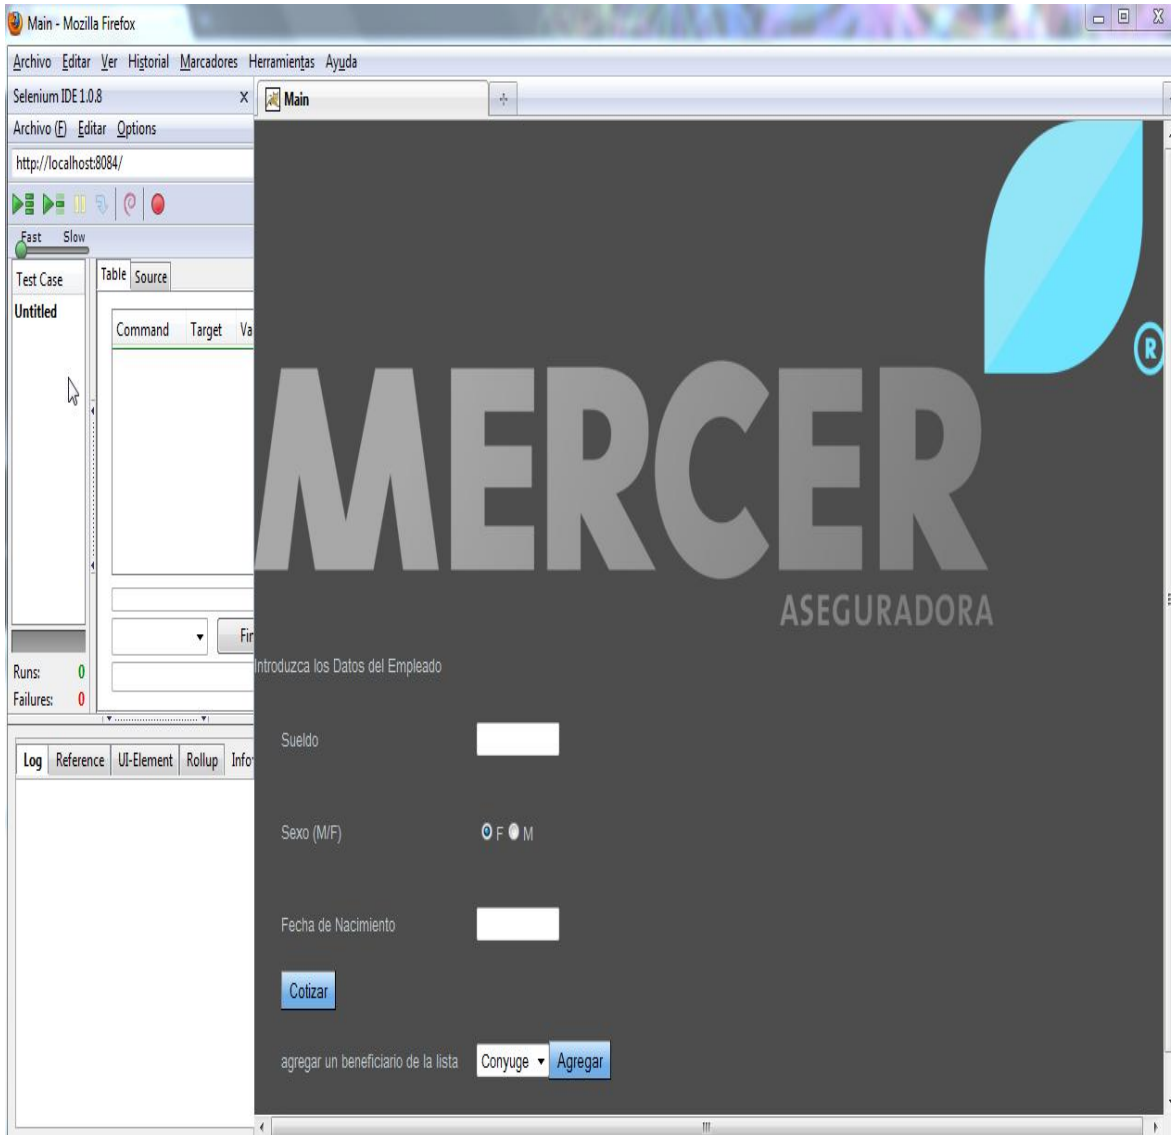 Main - Mozilla Firefox
Archivo Editar Ver Historial Marcadores Herramientas Ayuda
Selenium IDE 1.0.8 X
Main
Archivo (F) Editar Options
http://localhost:8084/
Fast Slow
Test Case
Table Source
Untitled
Command Target Va
Fir
Runs: 0
Failures: 0
Log Reference UI-Element Rollup Info
MERCER
®
ASEGURADORA
Introduzca los Datos del Empleado
Sueldo
Sexo (M/F) F M
Fecha de Nacimiento
Cotizar
agregar un beneficiario de la lista Conyuge Agregar